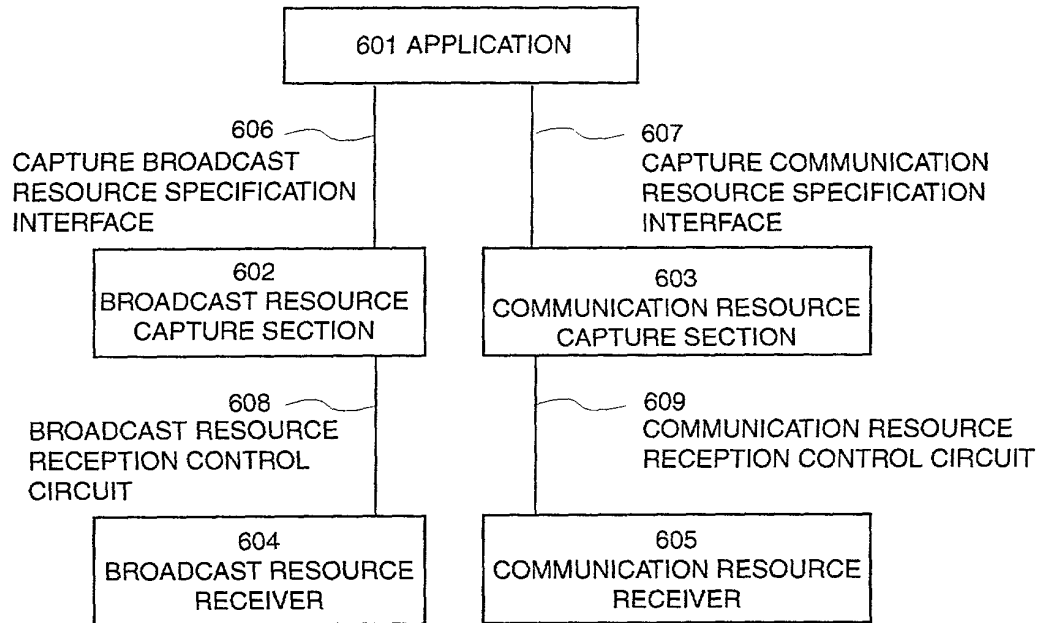 601 APPLICATION
606
CAPTURE BROADCAST
RESOURCE SPECIFICATION
INTERFACE
607
CAPTURE COMMUNICATION
RESOURCE SPECIFICATION
INTERFACE
602
BROADCAST RESOURCE
CAPTURE SECTION
603
COMMUNICATION RESOURCE
CAPTURE SECTION
608
BROADCAST RESOURCE
RECEPTION CONTROL
CIRCUIT
609
COMMUNICATION RESOURCE
RECEPTION CONTROL CIRCUIT
604
BROADCAST RESOURCE
RECEIVER
605
COMMUNICATION RESOURCE
RECEIVER